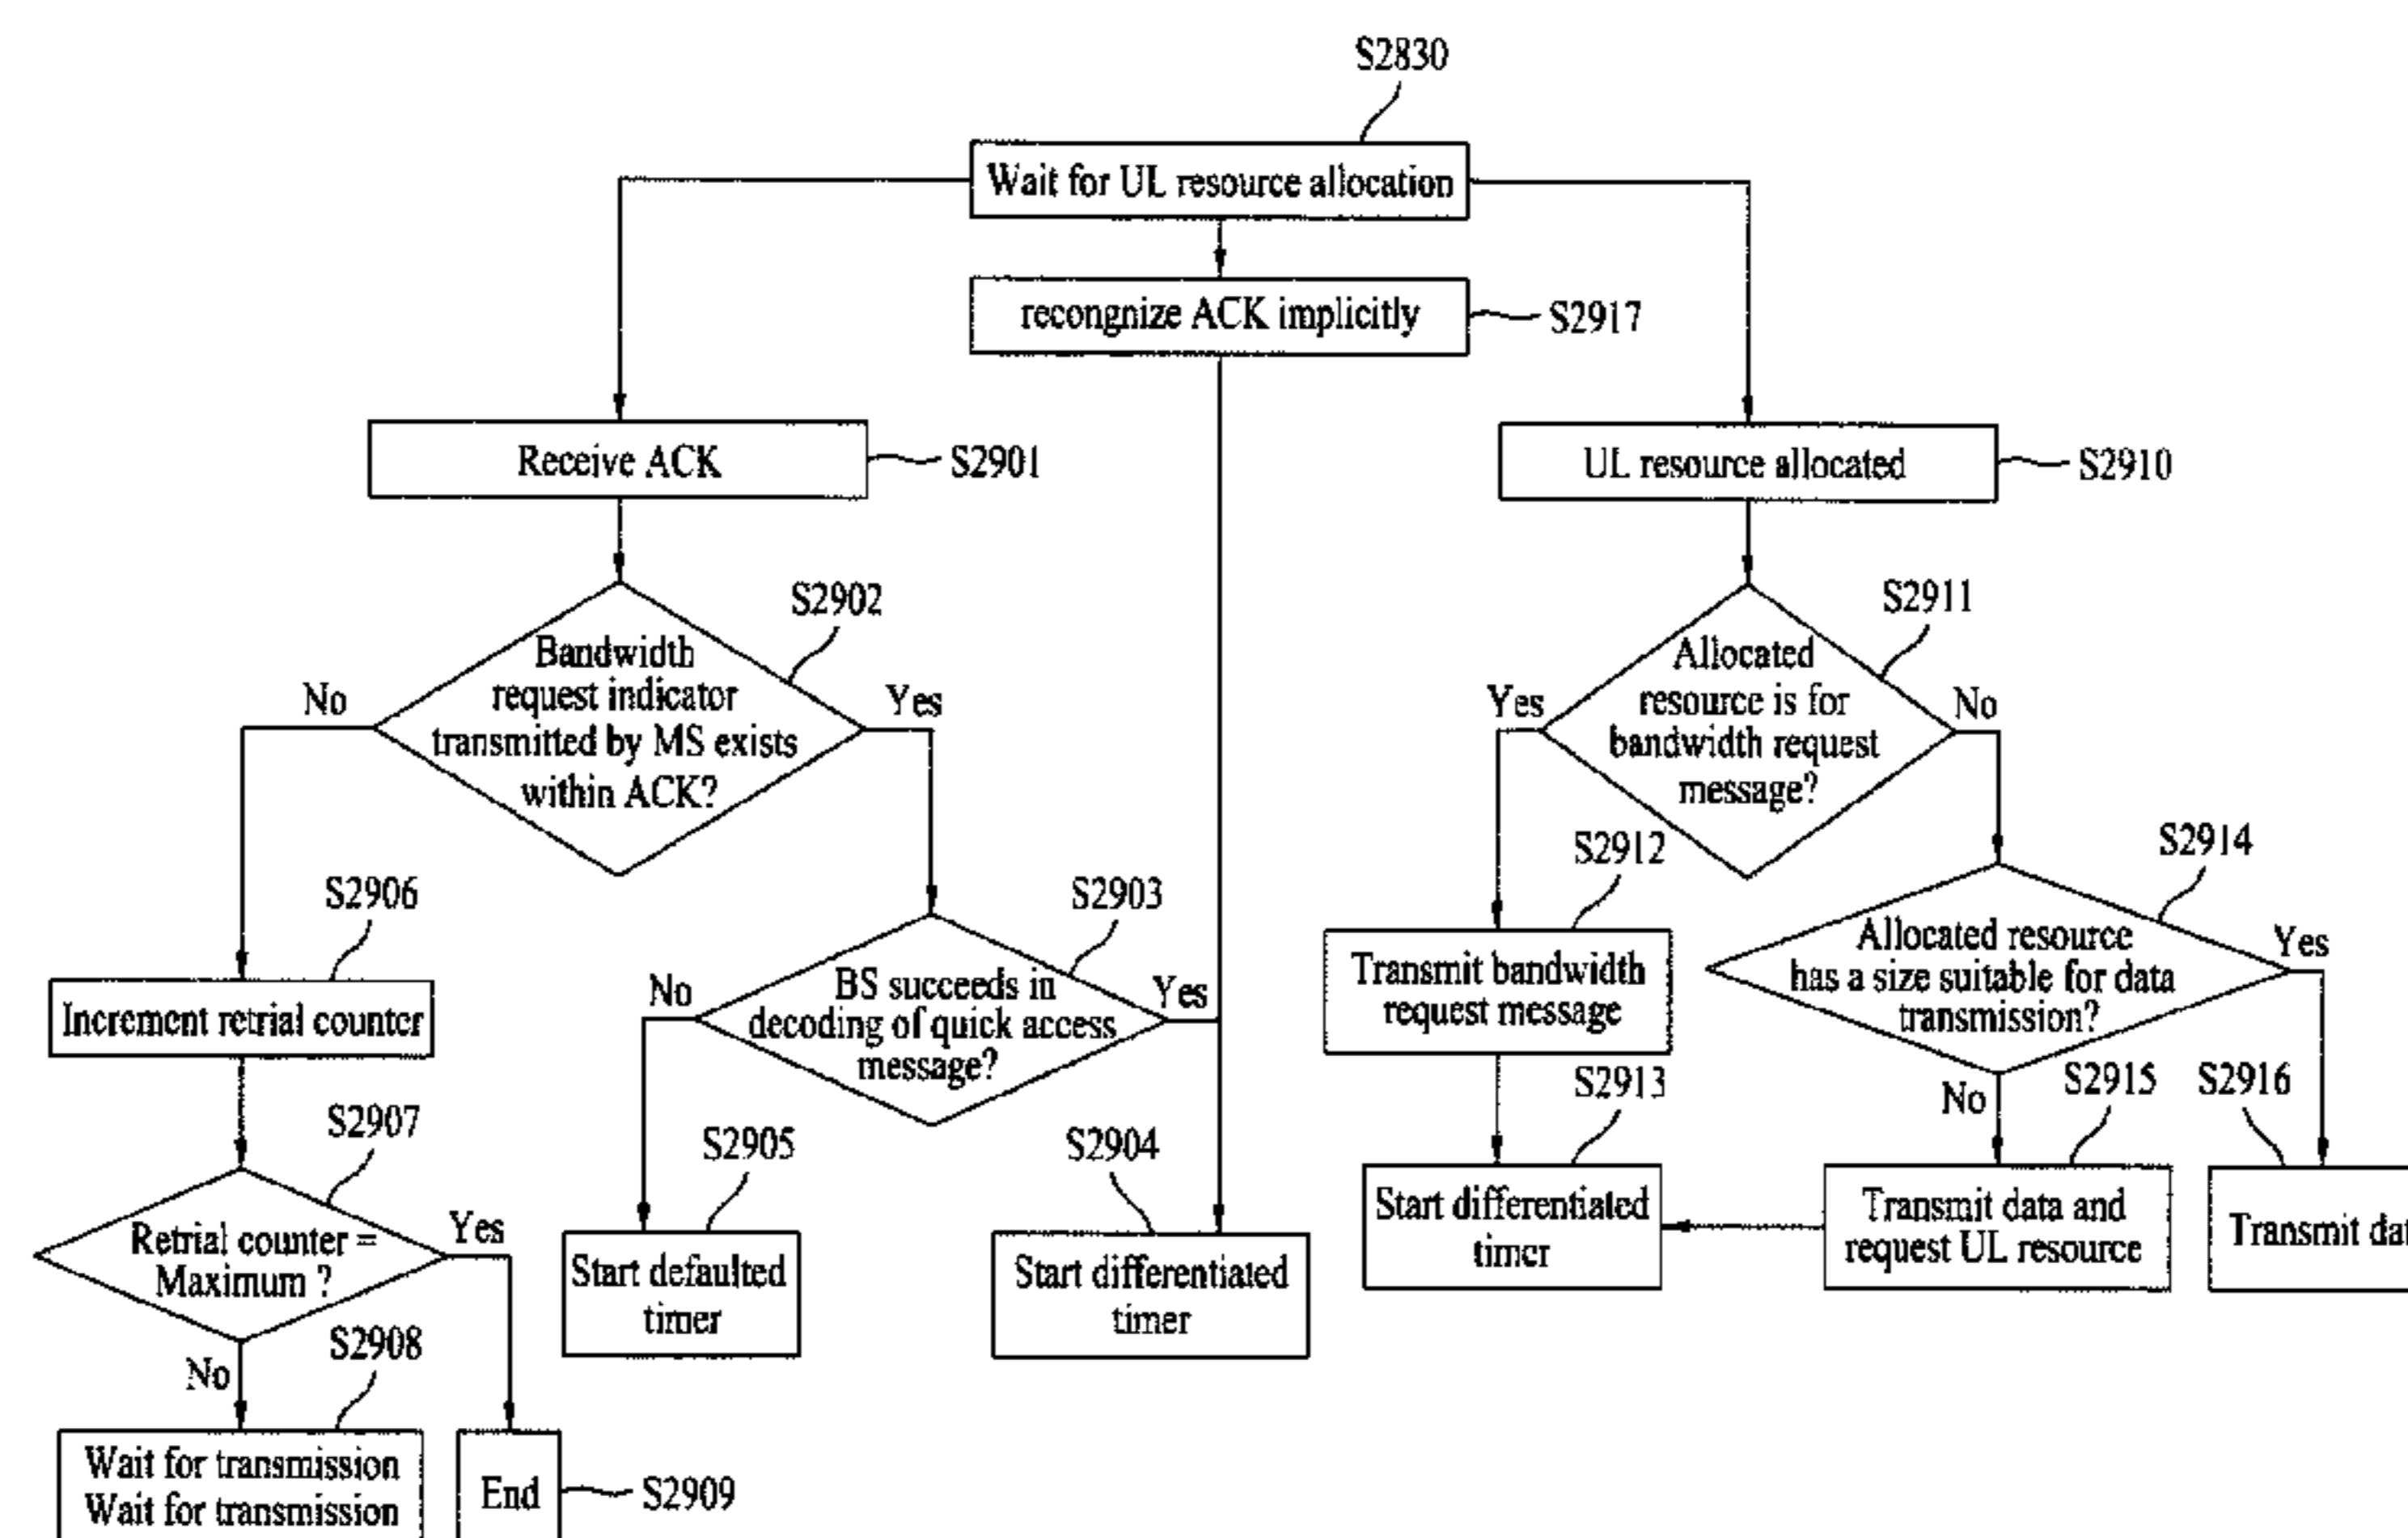 S2830
Wait for UL resource allocation
recongnize ACK implicitly
S2917
Receive ACK
S2901
UL resource allocated
S2910
S2902
Bandwidth
request indicator
transmitted by MS exists
within ACK?
No
Yes
S2911
Allocated
resource is for
bandwidth request
message?
Yes
No
S2906
Increment retrial counter
S2903
BS succeeds in
decoding of quick access
message?
No
Yes
S2912
Transmit bandwidth
request message
S2914
Allocated resource
has a size suitable for data
transmission?
Yes
No
S2907
Retrial counter =
Maximum ?
Yes
No
S2905
Start defaulted
timer
S2904
Start differentiated
timer
S2913
Start differentiated
timer
S2915
Transmit data and
request UL resource
S2916
Transmit
S2908
Wait for transmission
Wait for transmission
End
S2909